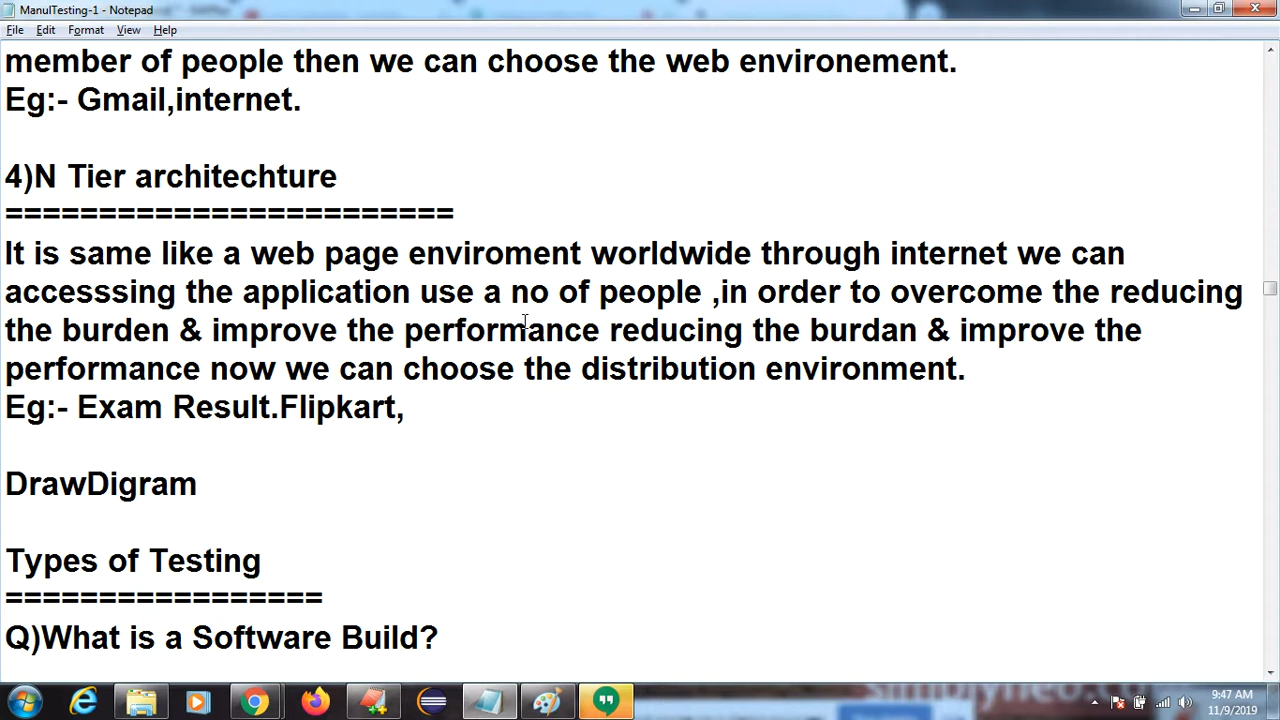 ManulTesting-1 - Notepad
File Edit Format View Help
member of people then we can choose the web environement.
Eg:- Gmail,internet.
4)N Tier architechture
========================
It is same like a web page enviroment worldwide through internet we can
accesssing the application use a no of people ,in order to overcome the reducing
the burden & improve the performance reducing the burdan & improve the
performance now we can choose the distribution environment.
Eg:- Exam Result.Flipkart,
DrawDigram
Types of Testing
=================
Q)What is a Software Build?
9:47 AM
11/9/2019